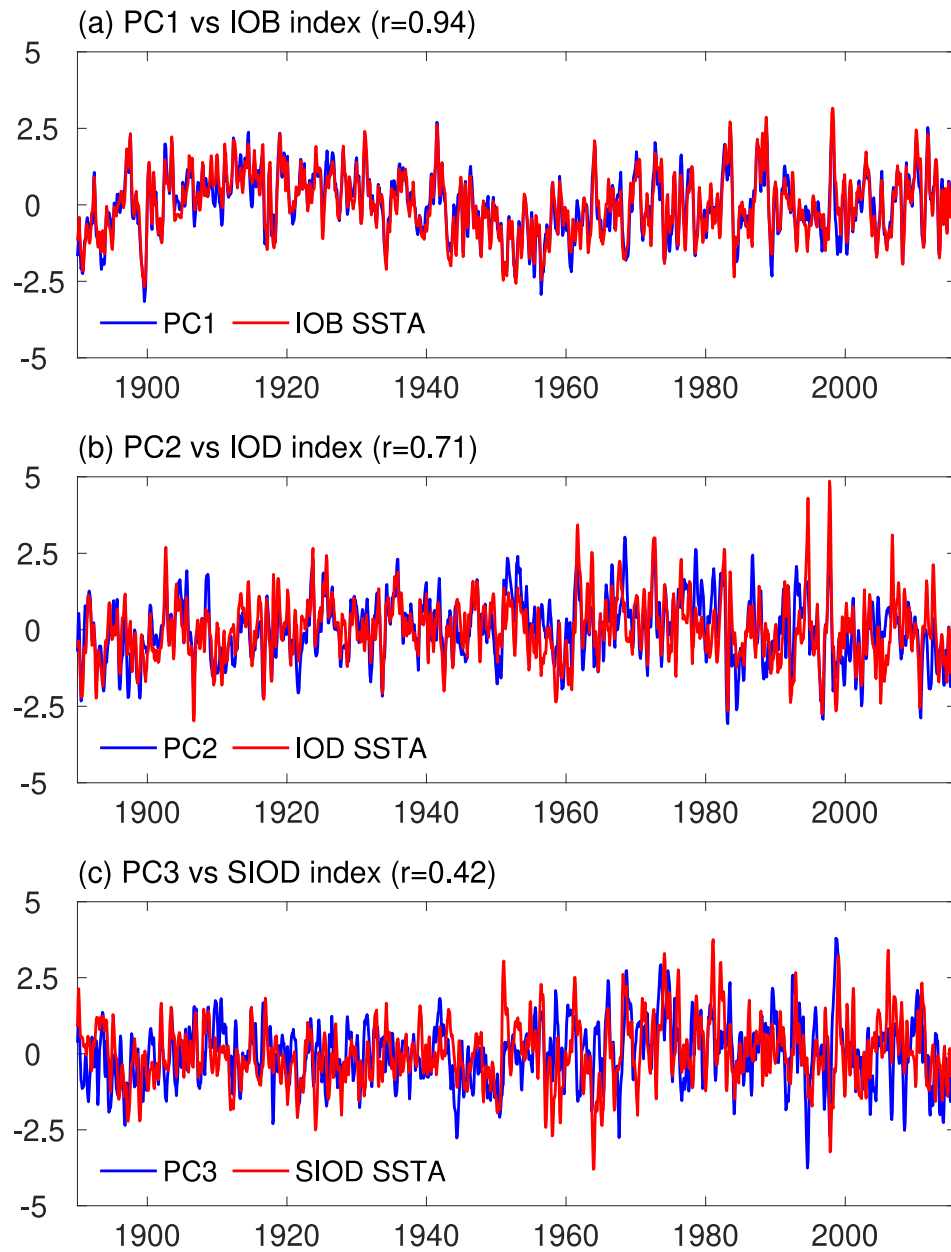 (a) PC1 vs IOB index (r=0.94)
5
2.5
0
-2.5
-5
PC1 IOB SSTA
1900 1920 1940 1960 1980 2000
(b) PC2 vs IOD index (r=0.71)
5
2.5
0
-2.5
-5
PC2 IOD SSTA
1900 1920 1940 1960 1980 2000
(c) PC3 vs SIOD index (r=0.42)
5
2.5
0
-2.5
-5
PC3 SIOD SSTA
1900 1920 1940 1960 1980 2000